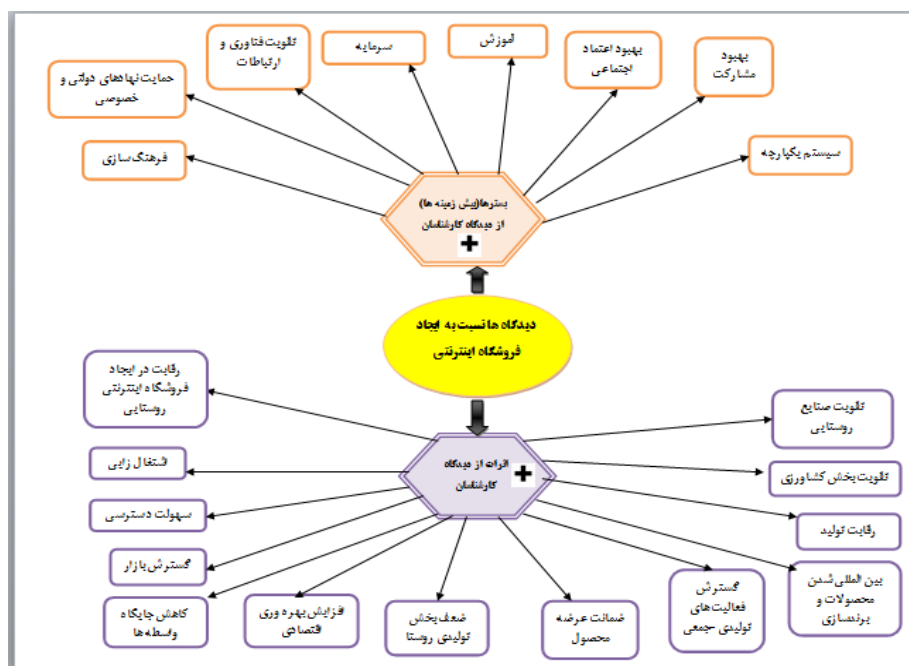 بهبود
مشارکت
بهبود اعتماد
اجتماعی
آموزش
سرمایه
تقویت فناوری و
ارتباطات
حمایت نهادهای دولتی و
خصوصی
فرهنگ سازی
سیستم یکپارچه
بسترها(پیش زمینه ها)
از دیدگاه کارشناسان
دیدگاه ها نسبت به ایجاد
فروشگاه اینترنتی
رقابت در ایجاد
فروشگاه اینترنتی
روستایی
تقویت صنایع
روستایی
اثرات از دیدگاه
کارشناسان
اشتغال زایی
تقویت بخش کشاورزی
سهولت دسترسی
رقابت تولید
گسترش بازار
کاهش جایگاه
واسطه ها
افزایش بهره وری
اقتصادی
ضعف بخش
تولیدی روستا
ضمانت عرضه
محصول
گسترش
فعالیت های
تولیدی -جمعی
بین المللی شدن
محصولات و
برندسازی